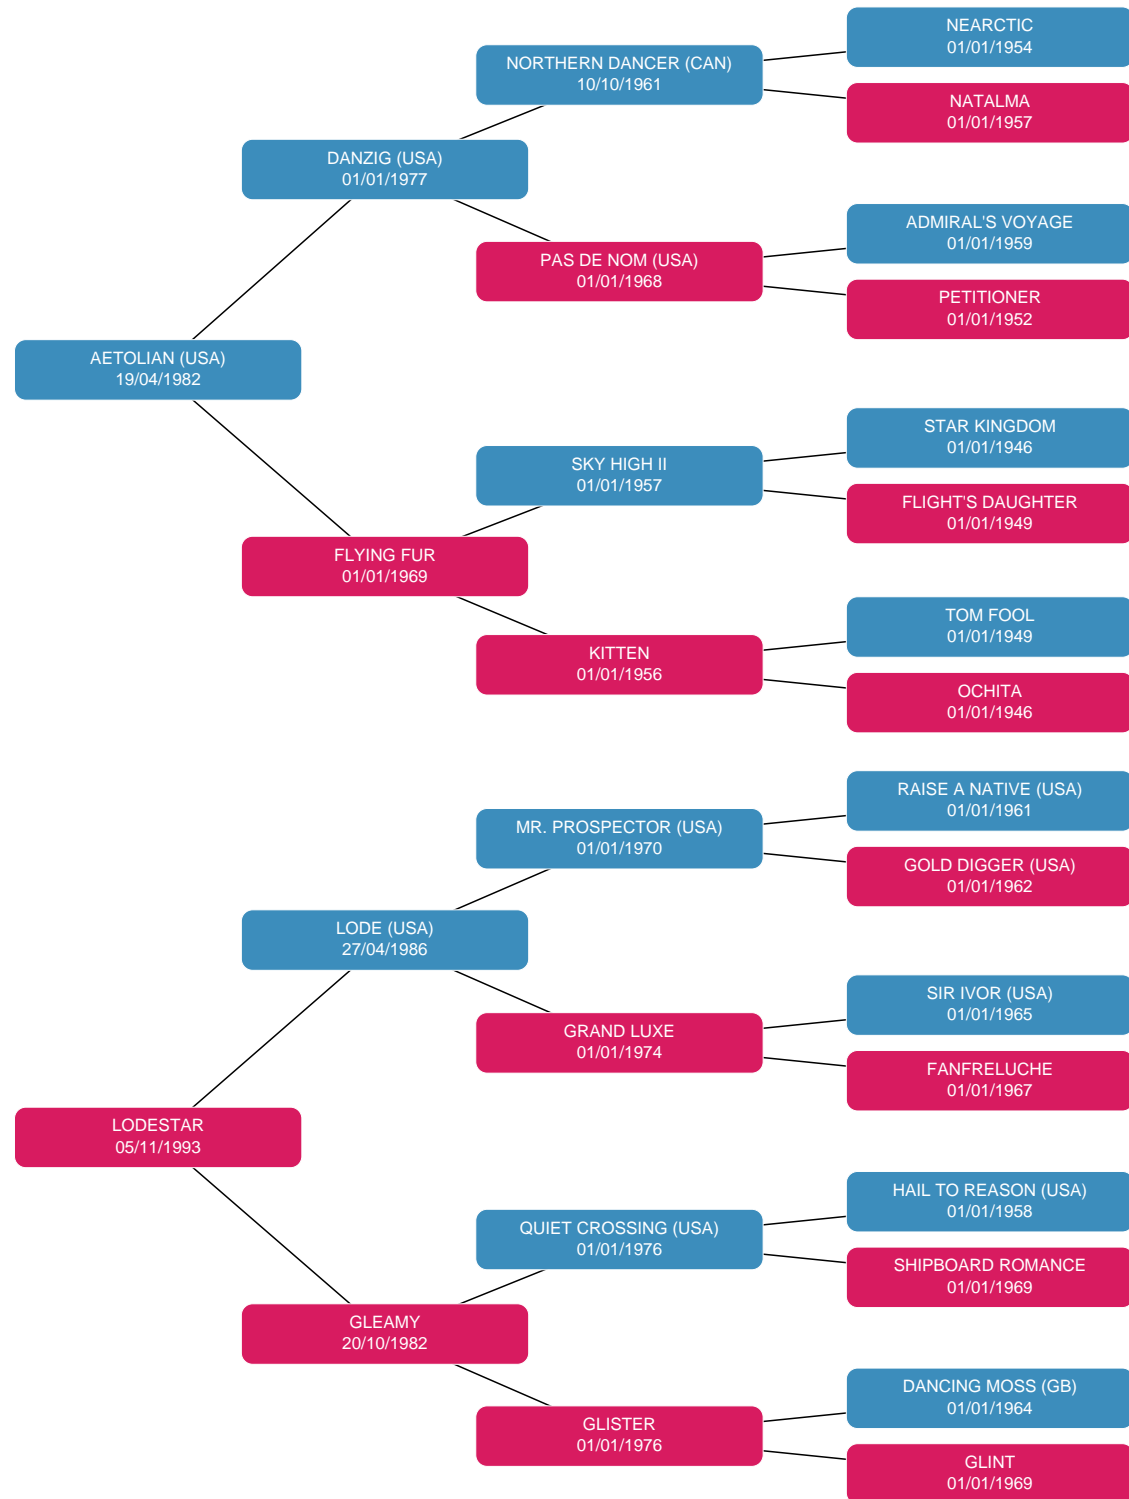 NEARCTIC
01/01/1954
NORTHERN DANCER (CAN)
10/10/1961
NATALMA
01/01/1957
DANZIG (USA)
01/01/1977
ADMIRAL'S VOYAGE
01/01/1959
PAS DE NOM (USA)
01/01/1968
PETITIONER
01/01/1952
AETOLIAN (USA)
19/04/1982
STAR KINGDOM
01/01/1946
SKY HIGH II
01/01/1957
FLIGHT'S DAUGHTER
01/01/1949
FLYING FUR
01/01/1969
TOM FOOL
01/01/1949
KITTEN
01/01/1956
OCHITA
01/01/1946
RAISE A NATIVE (USA)
01/01/1961
MR. PROSPECTOR (USA)
01/01/1970
GOLD DIGGER (USA)
01/01/1962
LODE (USA)
27/04/1986
SIR IVOR (USA)
01/01/1965
GRAND LUXE
01/01/1974
FANFRELUCHE
01/01/1967
LODESTAR
05/11/1993
HAIL TO REASON (USA)
01/01/1958
QUIET CROSSING (USA)
01/01/1976
SHIPBOARD ROMANCE
01/01/1969
GLEAMY
20/10/1982
DANCING MOSS (GB)
01/01/1964
GLISTER
01/01/1976
GLINT
01/01/1969